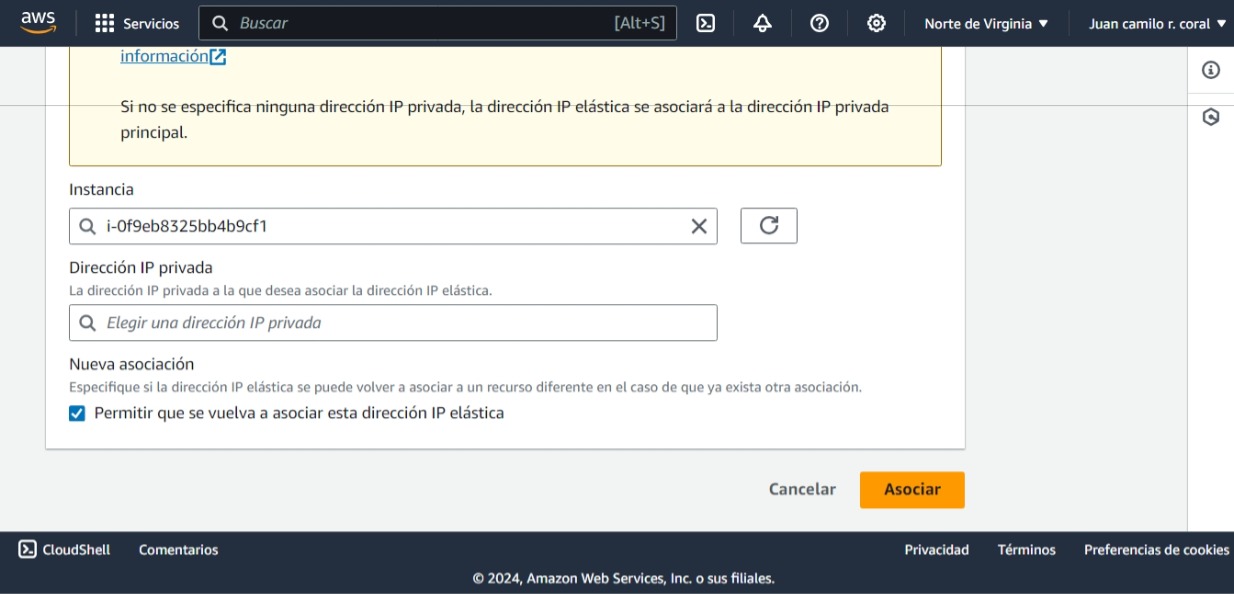 aws
Servicios
Buscar
[Alt+S]
Norte de Virginia
Juan camilo r. coral
información
Si no se especifica ninguna dirección IP privada, la dirección IP elástica se asociará a la dirección IP privada
principal.
Instancia
i-0f9eb8325bb4b9cf1
Dirección IP privada
La dirección IP privada a la que desea asociar la dirección IP elástica.
Elegir una dirección IP privada
Nueva asociación
Especifique si la dirección IP elástica se puede volver a asociar a un recurso diferente en el caso de que ya exista otra asociación.
Permitir que se vuelva a asociar esta dirección IP elástica
Cancelar
Asociar
CloudShell
Comentarios
Privacidad
Términos
Preferencias de cookies
© 2024, Amazon Web Services, Inc. o sus filiales.